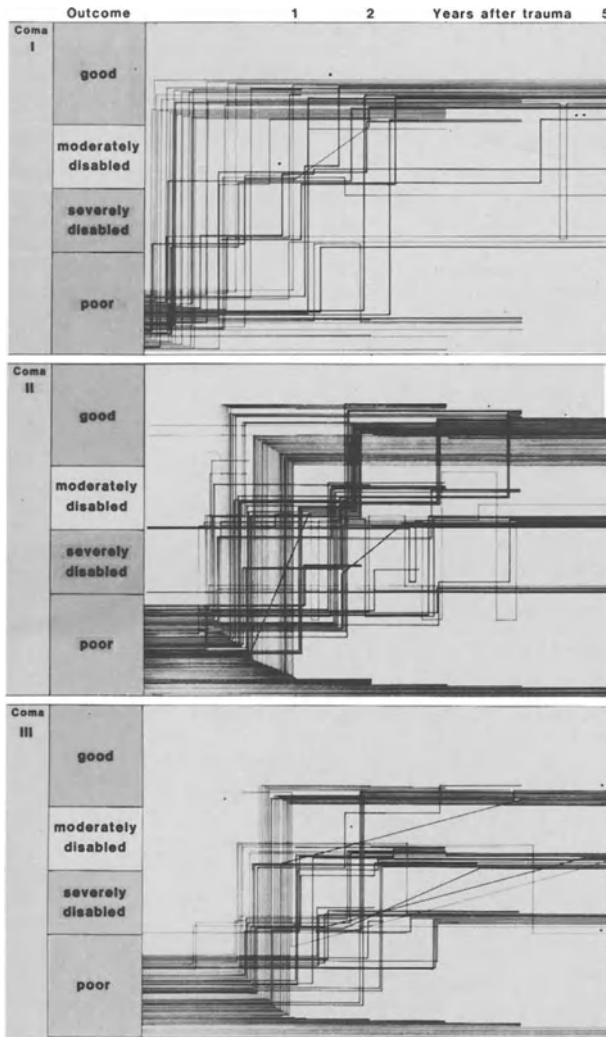 Outcome 1 2 Years after trauma 5
Coma
I
good
moderately
disabled
severely
disabled
poor
Coma
II
good
moderately
disabled
severely
disabled
poor
Coma
III
good
moderately
disabled
severely
disabled
poor